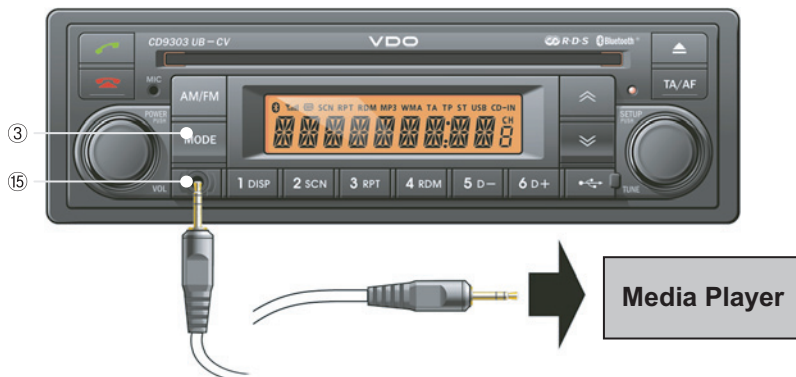 CD9303 UB – CV
VDO
R·D·S Bluetooth
MIC
AM/FM
SCN RPT RDM MP3 WMA TA TP ST USB CD-IN
CH
TA/AF
POWER
PUSH
SETUP
PUSH
③
MODE
⑮
VOL
1 DISP
2 SCN
3 RPT
4 RDM
5 D–
6 D+
TUNE
Media Player